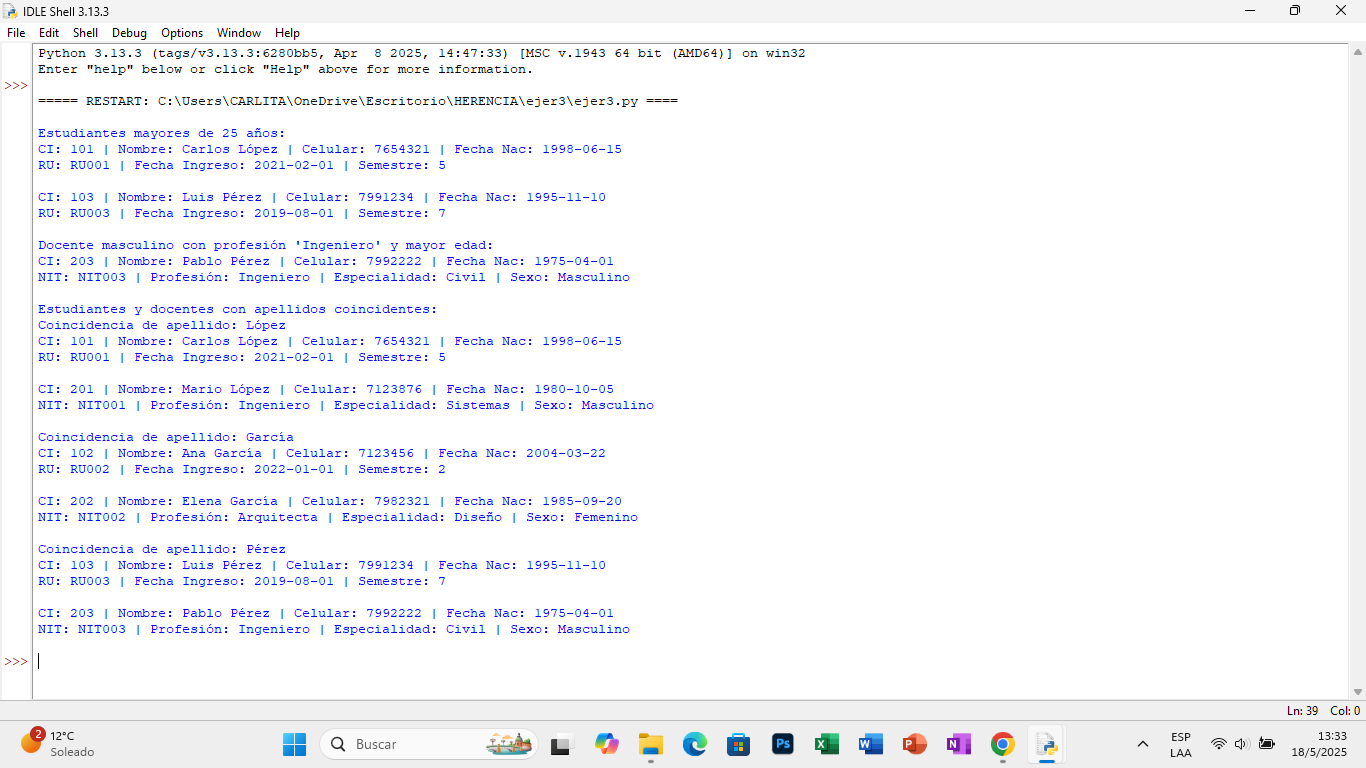 IDLE Shell 3.13.3
File Edit Shell Debug Options Window Help
Python 3.13.3 (tags/v3.13.3:6280bb5, Apr  8 2025, 14:47:33) [MSC v.1943 64 bit (AMD64)] on win32
Enter "help" below or click "Help" above for more information.
>>>
===== RESTART: C:\Users\CARLITA\OneDrive\Escritorio\HERENCIA\ejer3\ejer3.py ====
Estudiantes mayores de 25 años:
CI: 101 | Nombre: Carlos López | Celular: 7654321 | Fecha Nac: 1998-06-15
RU: RU001 | Fecha Ingreso: 2021-02-01 | Semestre: 5
CI: 103 | Nombre: Luis Pérez | Celular: 7991234 | Fecha Nac: 1995-11-10
RU: RU003 | Fecha Ingreso: 2019-08-01 | Semestre: 7
Docente masculino con profesión 'Ingeniero' y mayor edad:
CI: 203 | Nombre: Pablo Pérez | Celular: 7992222 | Fecha Nac: 1975-04-01
NIT: NIT003 | Profesión: Ingeniero | Especialidad: Civil | Sexo: Masculino
Estudiantes y docentes con apellidos coincidentes:
Coincidencia de apellido: López
CI: 101 | Nombre: Carlos López | Celular: 7654321 | Fecha Nac: 1998-06-15
RU: RU001 | Fecha Ingreso: 2021-02-01 | Semestre: 5
CI: 201 | Nombre: Mario López | Celular: 7123876 | Fecha Nac: 1980-10-05
NIT: NIT001 | Profesión: Ingeniero | Especialidad: Sistemas | Sexo: Masculino
Coincidencia de apellido: García
CI: 102 | Nombre: Ana García | Celular: 7123456 | Fecha Nac: 2004-03-22
RU: RU002 | Fecha Ingreso: 2022-01-01 | Semestre: 2
CI: 202 | Nombre: Elena García | Celular: 7982321 | Fecha Nac: 1985-09-20
NIT: NIT002 | Profesión: Arquitecta | Especialidad: Diseño | Sexo: Femenino
Coincidencia de apellido: Pérez
CI: 103 | Nombre: Luis Pérez | Celular: 7991234 | Fecha Nac: 1995-11-10
RU: RU003 | Fecha Ingreso: 2019-08-01 | Semestre: 7
CI: 203 | Nombre: Pablo Pérez | Celular: 7992222 | Fecha Nac: 1975-04-01
NIT: NIT003 | Profesión: Ingeniero | Especialidad: Civil | Sexo: Masculino
>>>
Ln: 39 Col: 0
2
12°C
Soleado
Buscar
Ps
ESP
LAA
13:33
18/5/2025